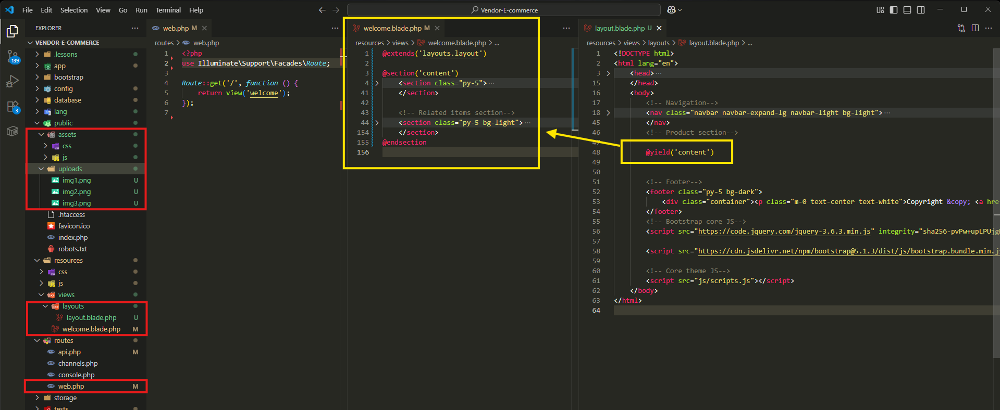 File Edit Selection View Go Run Terminal Help
Vendor-E-commerce
EXPLORER
VENDOR-E-COMMERCE
.lessons
app
bootstrap
config
database
lang
public
assets
css
js
uploads
img1.png U
img2.png U
img3.png U
.htaccess
favicon.ico
index.php
robots.txt
resources
css
js
views
layouts
layout.blade.php U
welcome.blade.php M
routes
api.php M
channels.php
console.php
web.php M
storage
tests
139
3
web.php M
routes > web.php
1 <?php
2 use Illuminate\Support\Facades\Route;
3
4 Route::get('/', function () {
5 return view('welcome');
6 });
7
welcome.blade.php M
resources > views > welcome.blade.php > ...
1 @extends('layouts.layout')
2
3 @section('content')
4 <section class="py-5">...
41 </section>
42
43 <!-- Related items section-->
44 <section class="py-5 bg-light">...
154 </section>
155 @endsection
156
layout.blade.php U
resources > views > layouts > layout.blade.php > ...
1 <!DOCTYPE html>
2 <html lang="en">
3 <head>...
15 </head>
16 <body>
17 <!-- Navigation-->
18 <nav class="navbar navbar-expand-lg navbar-light bg-light">...
45 </nav>
46 <!-- Product section-->
47
48 @yield('content')
49
50
51 <!-- Footer-->
52 <footer class="py-5 bg-dark">
53 <div class="container"><p class="m-0 text-center text-white">Copyright &copy; <a hre
54 </footer>
55 <!-- Bootstrap core JS-->
56 <script src="https://code.jquery.com/jquery-3.6.3.min.js" integrity="sha256-pvPw+upLPUjg
57
58 <script src="https://cdn.jsdelivr.net/npm/bootstrap@5.1.3/dist/js/bootstrap.bundle.min.j
59
60 <!-- Core theme JS-->
61 <script src="js/scripts.js"></script>
62 </body>
63 </html>
64